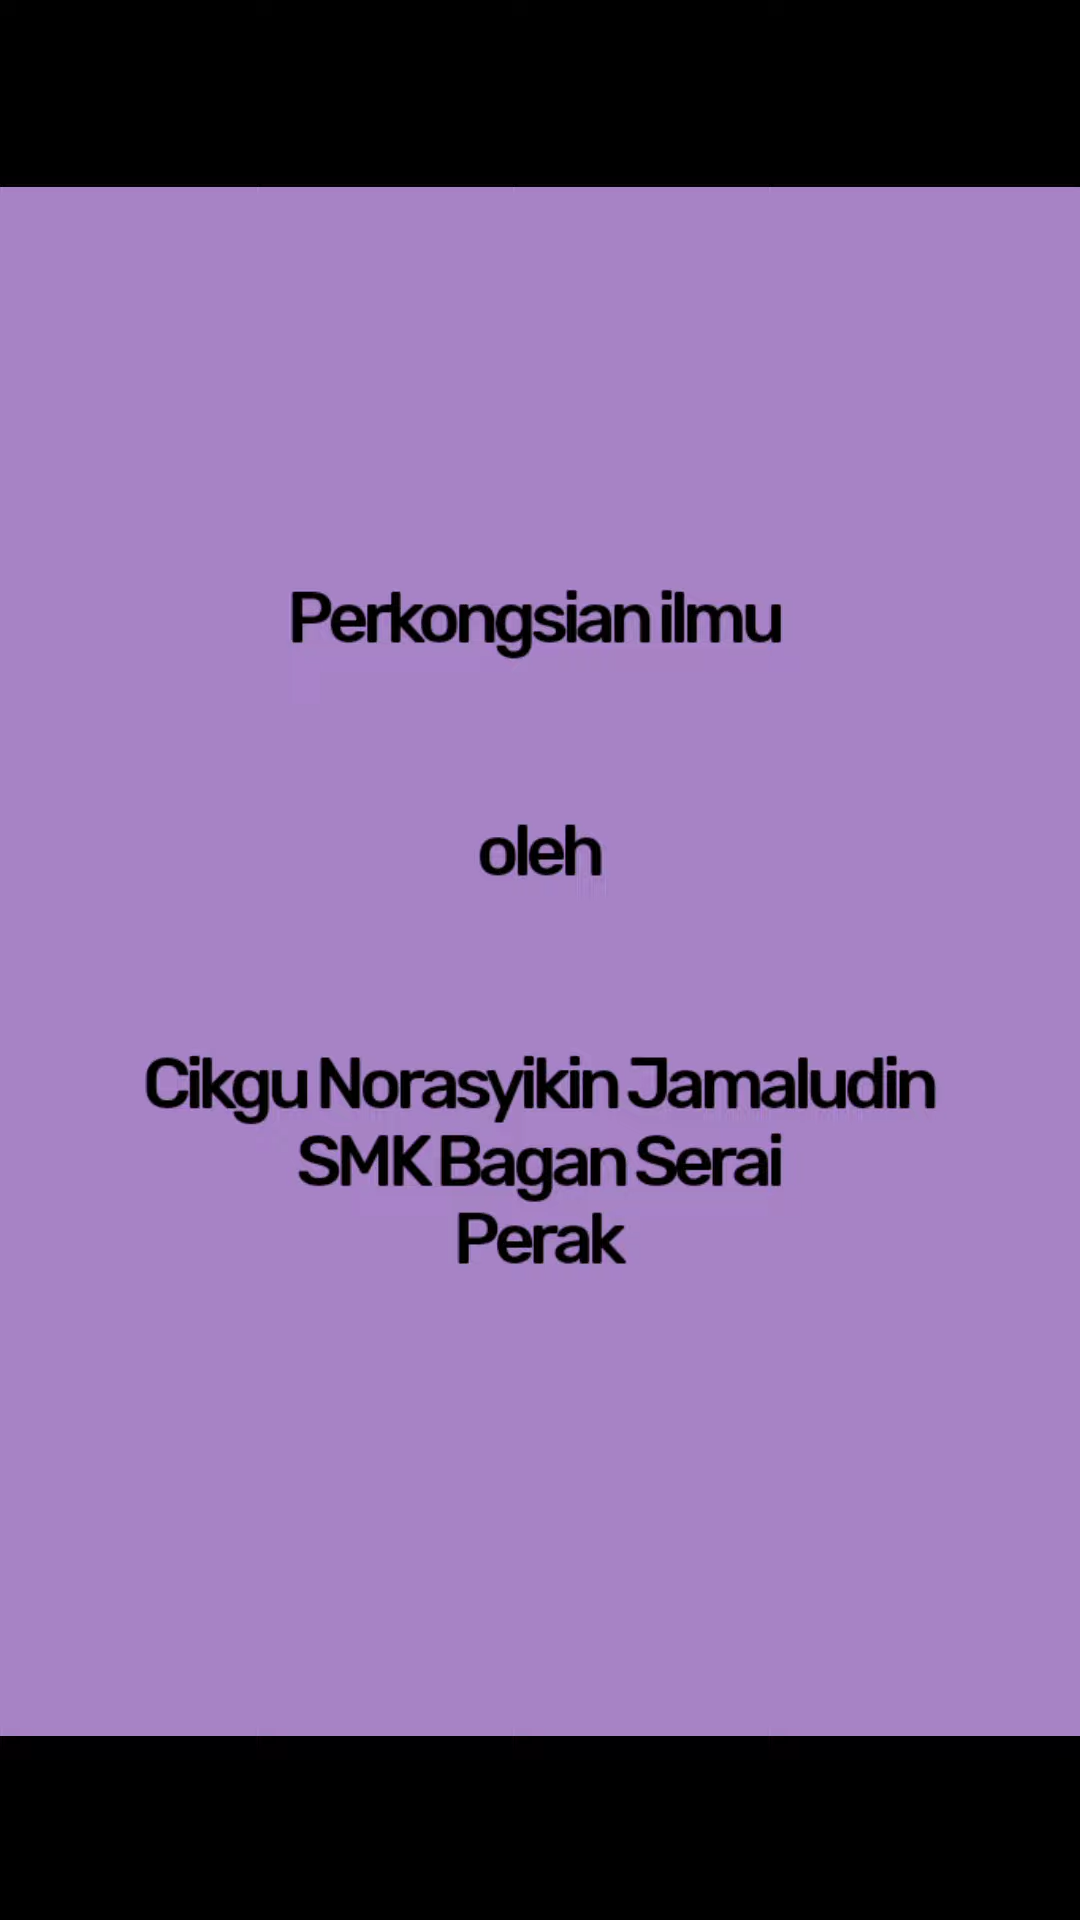 Perkongsian ilmu
oleh
Cikgu Norasyikin Jamaludin
SMK Bagan Serai
Perak